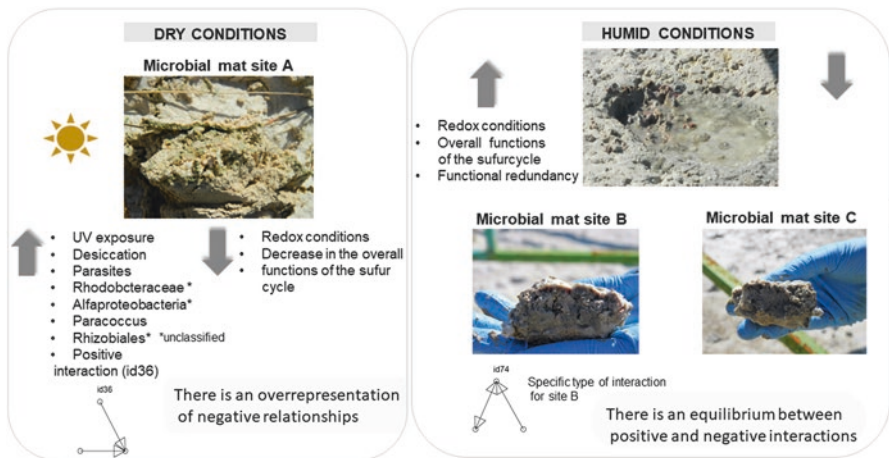 DRY CONDITIONS
Microbial mat site A
• UV exposure
• Desiccation
• Parasites
• Rhodobcteraceae *
• Alfaproteobacteria*
• Paracoccus
• Rhizobiales* *unclassified
• Positive
interaction (id36)
• Redox conditions
• Decrease in the overall
• functions of the sufur
cycle
id36
There is an overrepresentation
of negative relationships
HUMID CONDITIONS
• Redox conditions
• Overall functions
of the sufurcycle
• Functional redundancy
Microbial mat site B
Microbial mat site C
id74
Specific type of interaction
for site B
There is an equilibrium between
positive and negative interactions